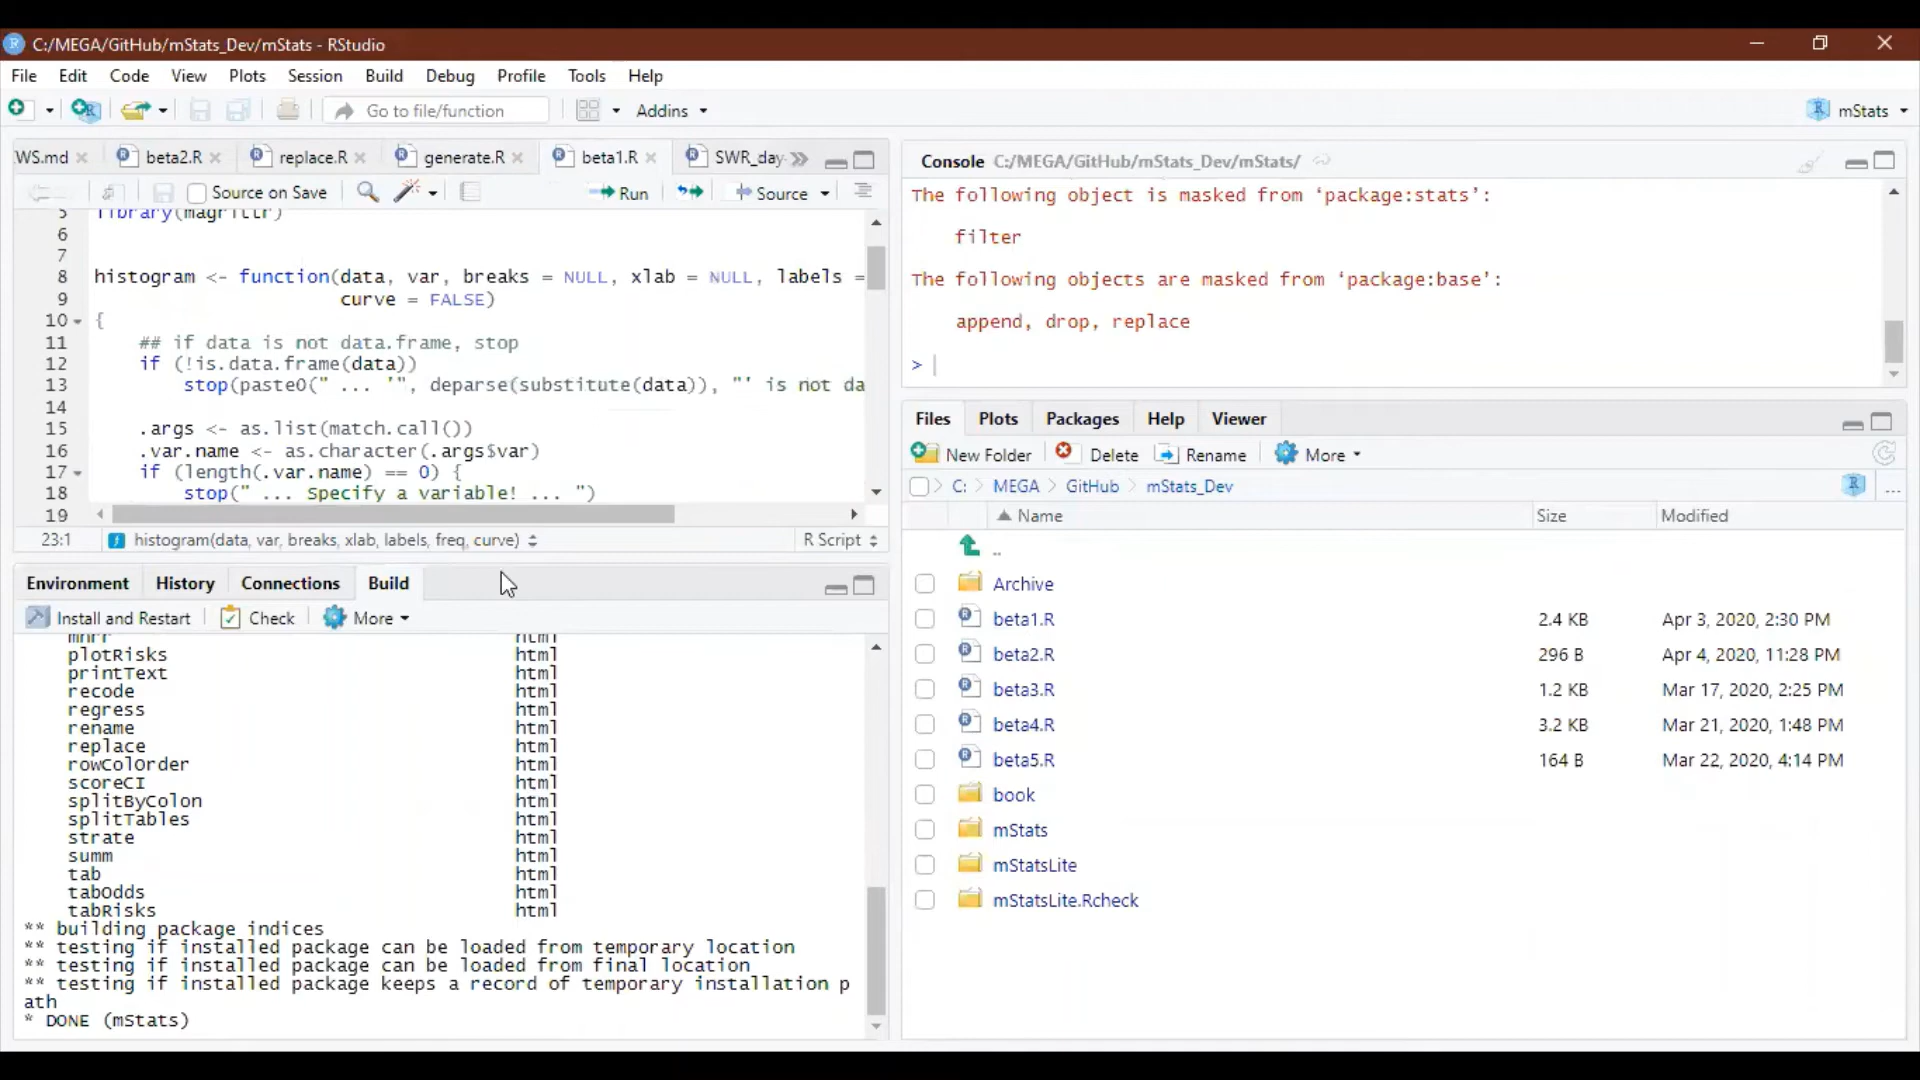 C:/MEGA/GitHub/mStats_Dev/mStats - RStudio
File Edit Code View Plots Session Build Debug Profile Tools Help
Go to file/function Addins mStats
WS.md beta2.R replace.R generate.R beta1.R SWR_day
Source on Save Run Source
5 library(magrittr)
6
7
8 histogram <- function(data, var, breaks = NULL, xlab = NULL, labels =
9 curve = FALSE)
10 {
11 ## if data is not data.frame, stop
12 if (!is.data.frame(data))
13 stop(paste0(" ... '", deparse(substitute(data)), "' is not da
14
15 .args <- as.list(match.call())
16 .var.name <- as.character(.args$var)
17 if (length(.var.name) == 0) {
18 stop(" ... Specify a variable! ... ")
19
23:1 histogram(data, var, breaks, xlab, labels, freq, curve) R Script
Environment History Connections Build
Install and Restart Check More
mhrr html
plotRisks html
printText html
recode html
regress html
rename html
replace html
rowColOrder html
scoreCI html
splitByColon html
splitTables html
strate html
summ html
tab html
tabOdds html
tabRisks html
** building package indices
** testing if installed package can be loaded from temporary location
** testing if installed package can be loaded from final location
** testing if installed package keeps a record of temporary installation p
ath
* DONE (mStats)
Console C:/MEGA/GitHub/mStats_Dev/mStats/
The following object is masked from ‘package:stats’:
filter
The following objects are masked from ‘package:base’:
append, drop, replace
>
Files Plots Packages Help Viewer
New Folder Delete Rename More
C: MEGA GitHub mStats_Dev ...
Name Size Modified
..
Archive
beta1.R 2.4 KB Apr 3, 2020, 2:30 PM
beta2.R 296 B Apr 4, 2020, 11:28 PM
beta3.R 1.2 KB Mar 17, 2020, 2:25 PM
beta4.R 3.2 KB Mar 21, 2020, 1:48 PM
beta5.R 164 B Mar 22, 2020, 4:14 PM
book
mStats
mStatsLite
mStatsLite.Rcheck